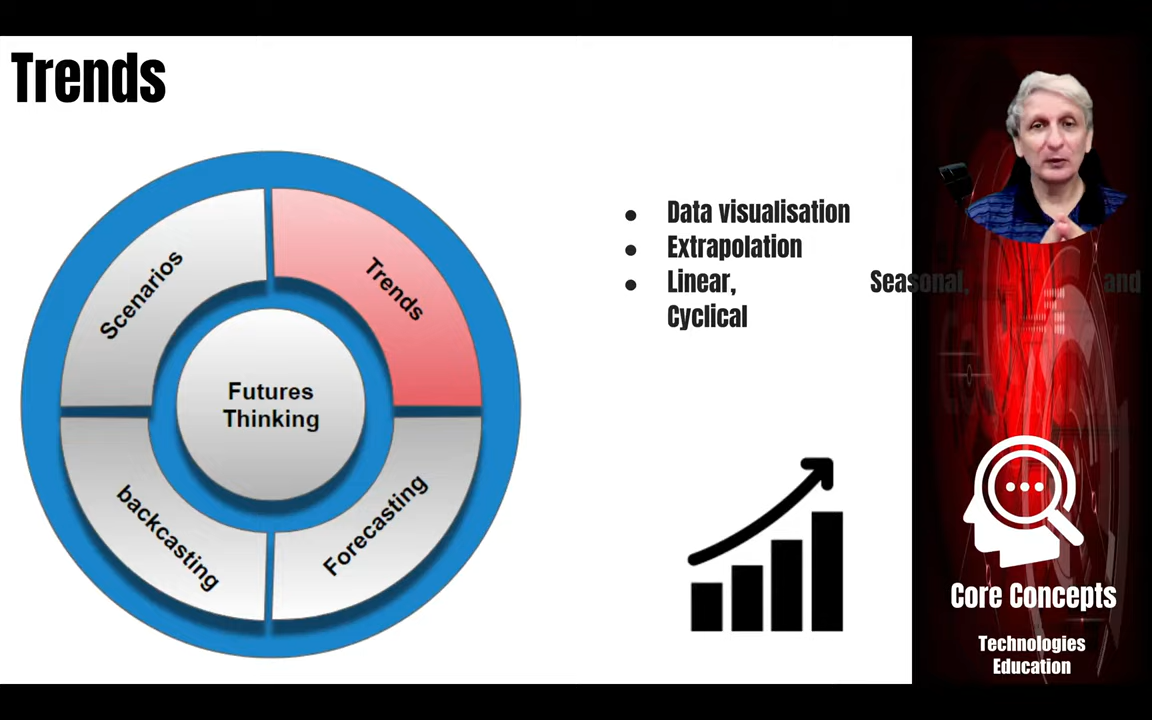 Trends
Scenarios
Trends
Futures
Thinking
backcasting
Forecasting
● Data visualisation
● Extrapolation
● Linear, Seasonal, and
Cyclical
Core Concepts
Technologies
Education